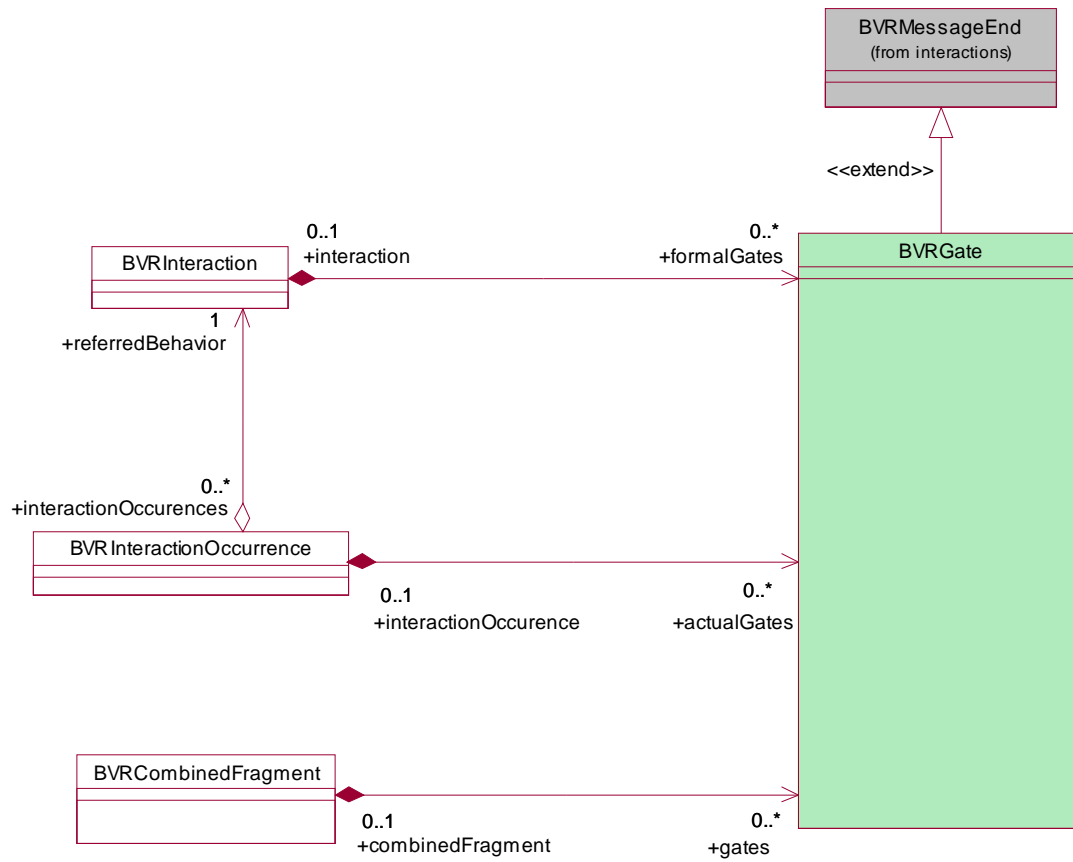 BVRMessageEnd
(from interactions)
<<extend>>
0..1
+interaction
0..*
+formalGates
BVRInteraction
BVRGate
1
+referredBehavior
0..*
+interactionOccurences
BVRInteractionOccurrence
0..1
+interactionOccurence
0..*
+actualGates
BVRCombinedFragment
0..1
+combinedFragment
0..*
+gates